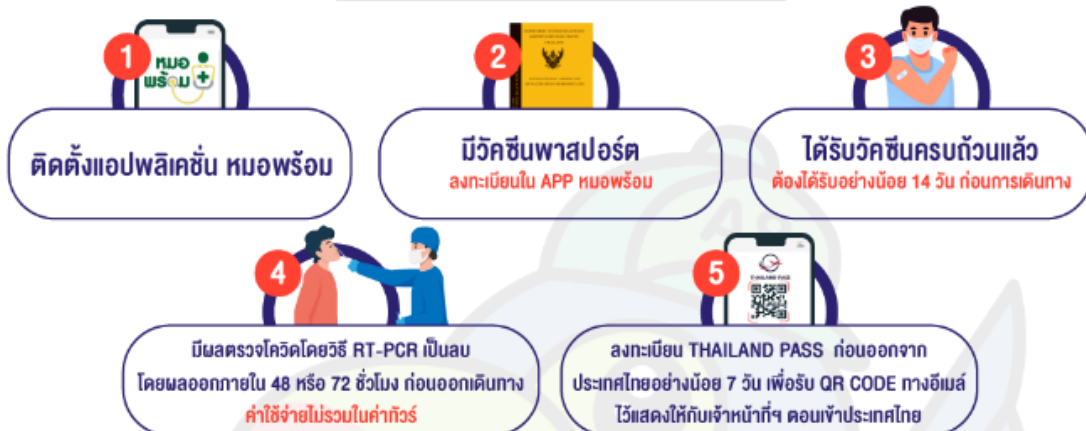 1
หมอ
พร้อม
ติดตั้งแอปพลิเคชั่น หมอพร้อม
2
THAILAND
มีวัคซีนพาสปอร์ต
ลงทะเบียนใน APP หมอพร้อม
3
ได้รับวัคซีนครบถ้วนแล้ว
ต้องได้รับอย่างน้อย 14 วัน ก่อนการเดินทาง
4
มีผลตรวจโควิดโดยวิธี RT-PCR เป็นลบ
โดยผลออกภายใน 48 หรือ 72 ชั่วโมง ก่อนออกเดินทาง
ค่าใช้จ่ายไม่รวมในค่าทัวร์
5
THAILAND PASS
ลงทะเบียน THAILAND PASS ก่อนออกจาก
ประเทศไทยอย่างน้อย 7 วัน เพื่อรับ QR CODE ทางอีเมล์
ไว้แสดงให้กับเจ้าหน้าที่ฯ ตอนเข้าประเทศไทย